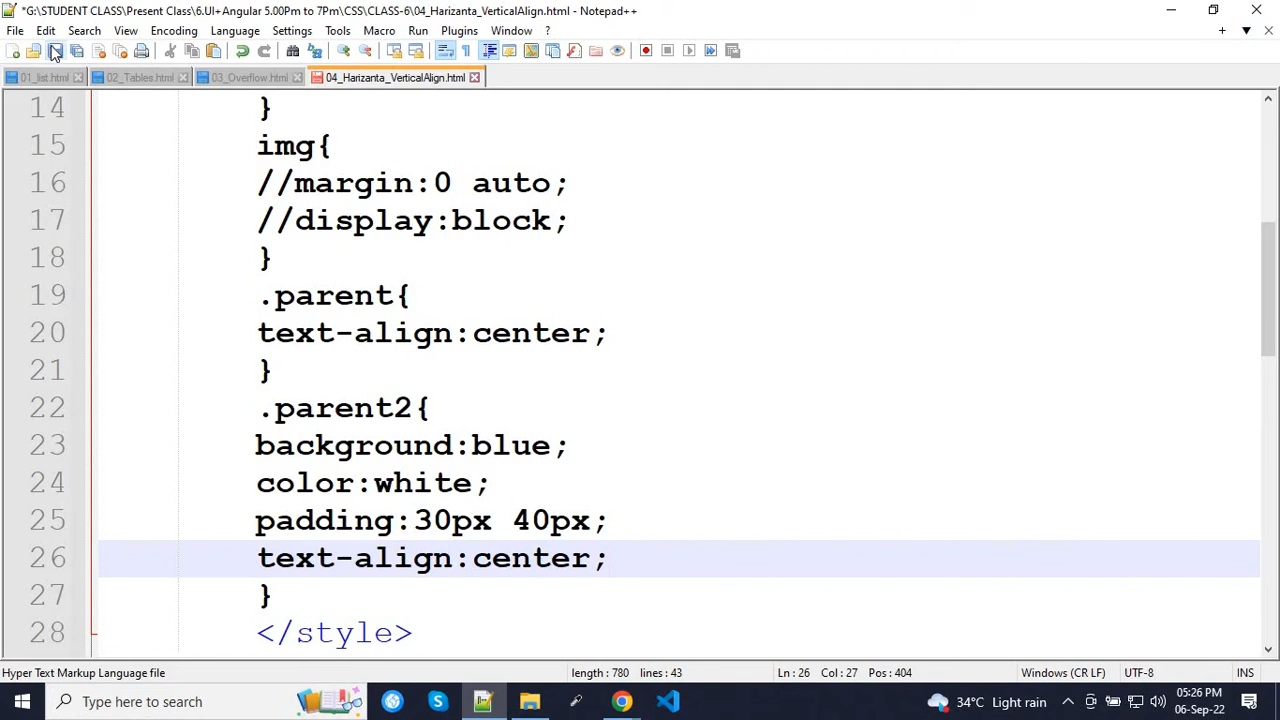 *G:\STUDENT CLASS\Present Class\6.UI+Angular 5.00Pm to 7Pm\CSS\CLASS-6\04_Harizanta_VerticalAlign.html - Notepad++
File Edit Search View Encoding Language Settings Tools Macro Run Plugins Window ?
01_list.html 02_Tables.html 03_Overflow.html 04_Harizanta_VerticalAlign.html
14 }
15 img{
16 //margin:0 auto;
17 //display:block;
18 }
19 .parent{
20 text-align:center;
21 }
22 .parent2{
23 background:blue;
24 color:white;
25 padding:30px 40px;
26 text-align:center;
27 }
28 </style>
Hyper Text Markup Language file length : 780 lines : 43 Ln : 26 Col : 27 Pos : 404 Windows (CR LF) UTF-8 INS
Type here to search 34°C Light rain 05:26 PM
06-Sep-22